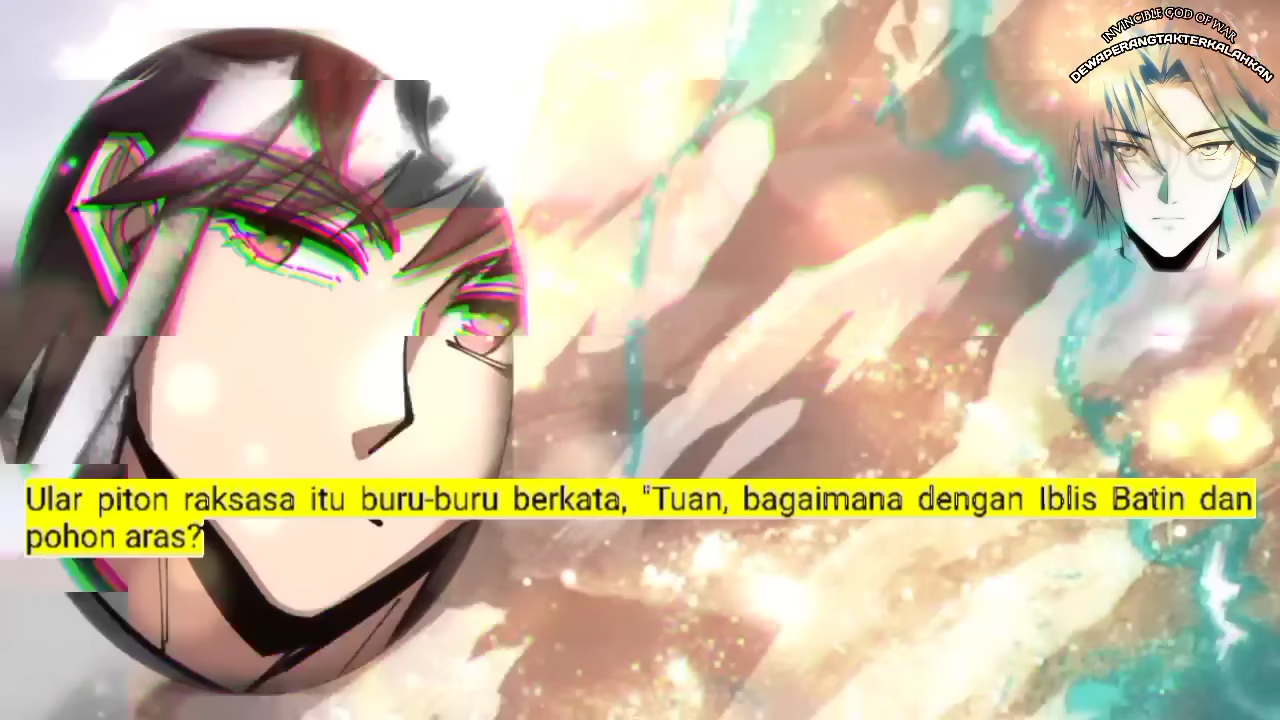 INVINCIBLE GOD OF WAR
DEWAPERANGTAKTERKALAHKAN
Ular piton raksasa itu buru-buru berkata, "Tuan, bagaimana dengan Iblis Batin dan
pohon aras?